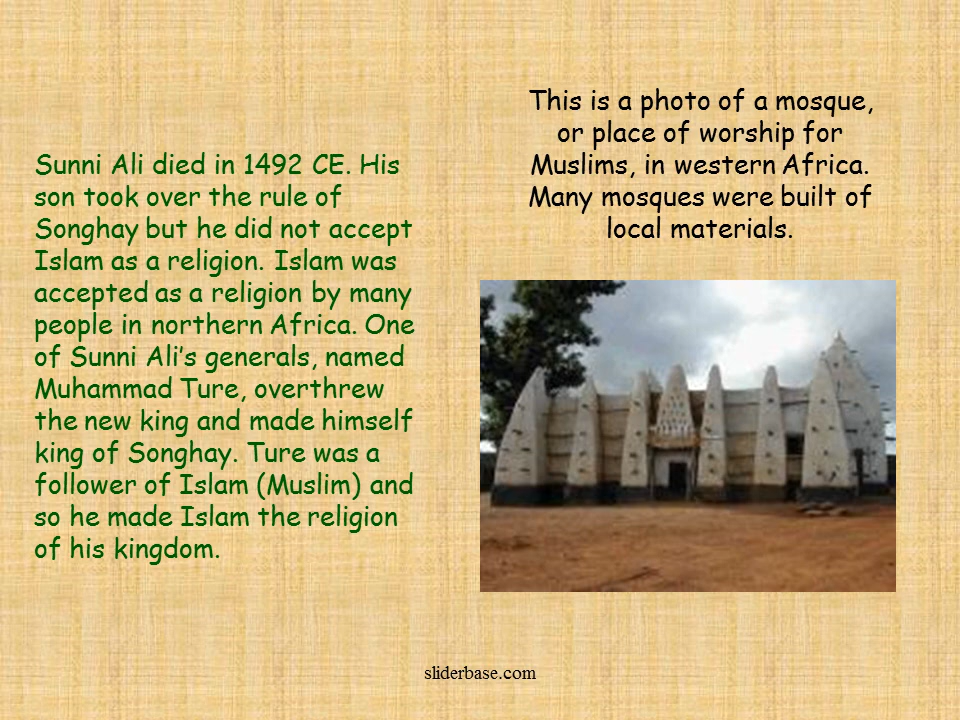 Sunni Ali died in 1492 CE. His
son took over the rule of
Songhay but he did not accept
Islam as a religion. Islam was
accepted as a religion by many
people in northern Africa. One
of Sunni Ali’s generals, named
Muhammad Ture, overthrew
the new king and made himself
king of Songhay. Ture was a
follower of Islam (Muslim) and
so he made Islam the religion
of his kingdom.
This is a photo of a mosque,
or place of worship for
Muslims, in western Africa.
Many mosques were built of
local materials.
sliderbase.com